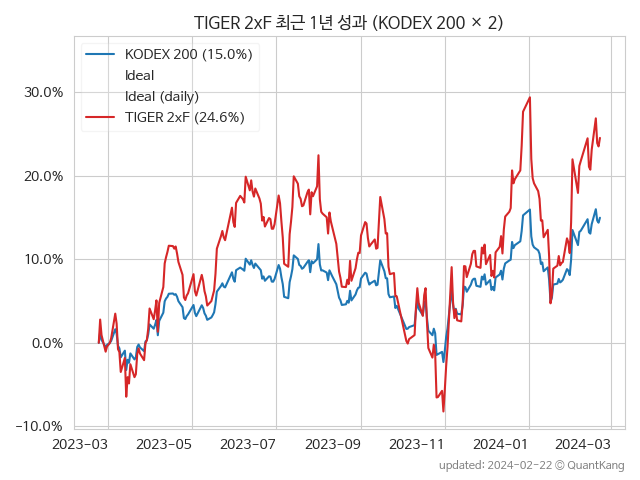 TIGER 2xF 최근 1년 성과 (KODEX 200 × 2)
KODEX 200 (15.0%)
Ideal
Ideal (daily)
TIGER 2xF (24.6%)
30.0%
20.0%
10.0%
0.0%
-10.0%
2023-03 2023-05 2023-07 2023-09 2023-11 2024-01 2024-03
updated: 2024-02-22 © QuantKang